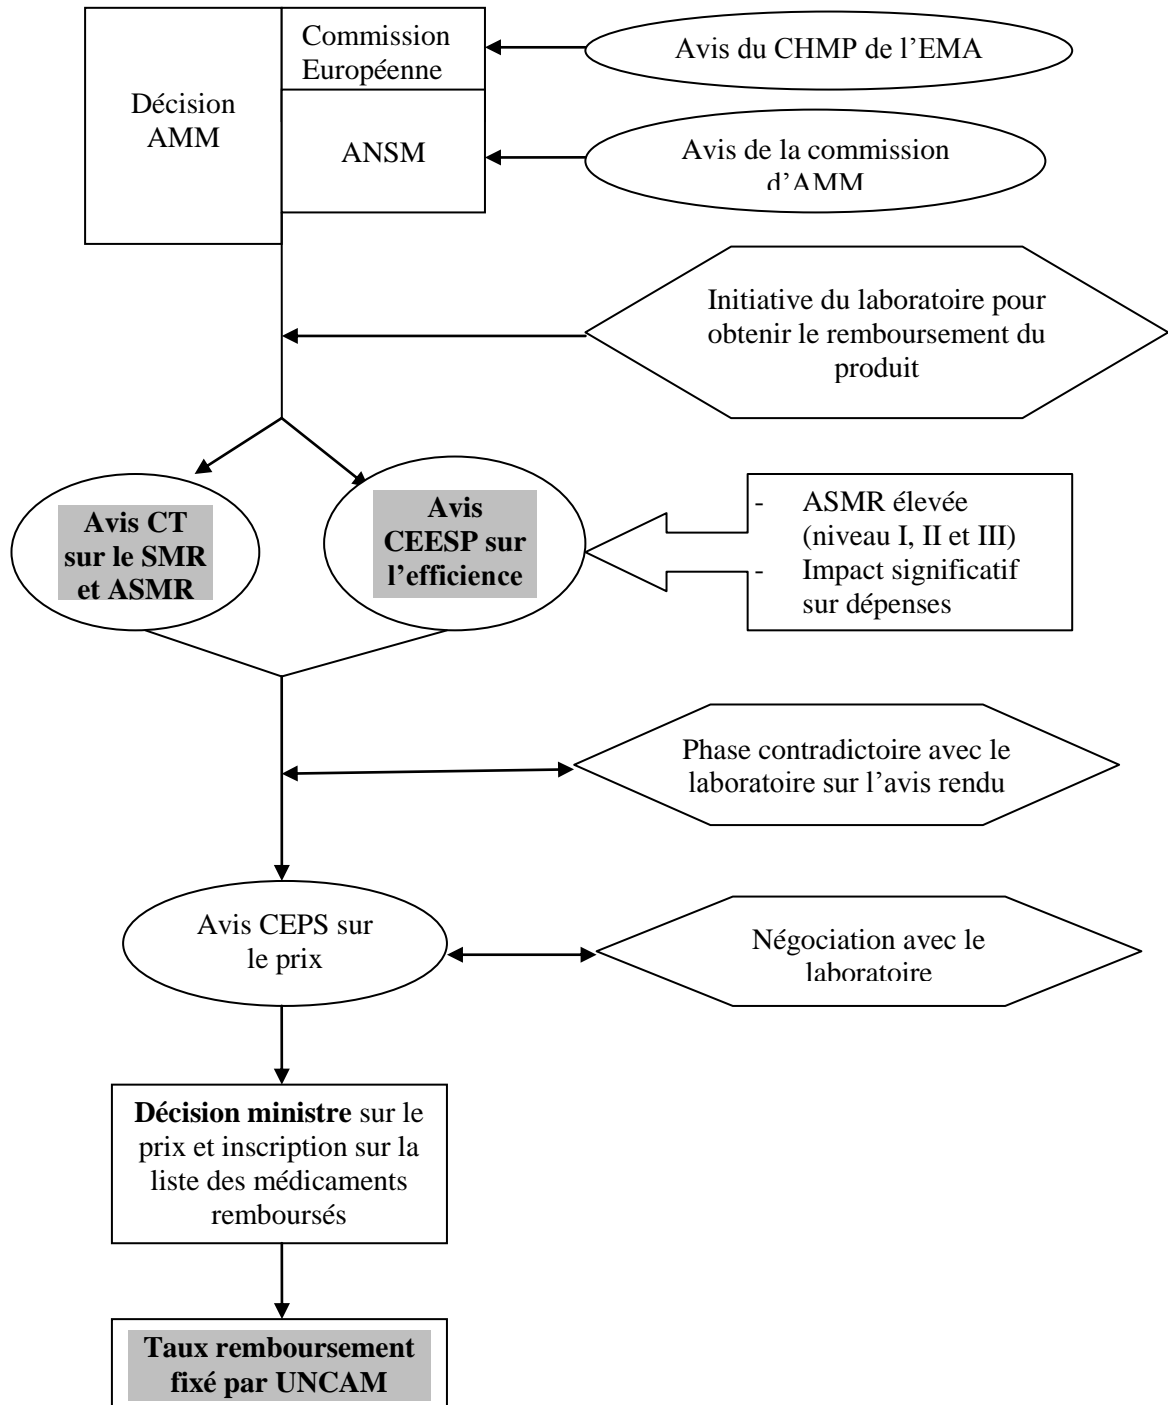 Commission
Européenne
Avis du CHMP de l’EMA
Décision
AMM
ANSM
Avis de la commission
d’AMM
Initiative du laboratoire pour
obtenir le remboursement du
produit
Avis CT
sur le SMR
et ASMR
Avis
CEESP sur
l’efficience
- ASMR élevée
(niveau I, II et III)
- Impact significatif
sur dépenses
Phase contradictoire avec le
laboratoire sur l’avis rendu
Avis CEPS sur
le prix
Négociation avec le
laboratoire
Décision ministre sur le
prix et inscription sur la
liste des médicaments
remboursés
Taux remboursement
fixé par UNCAM